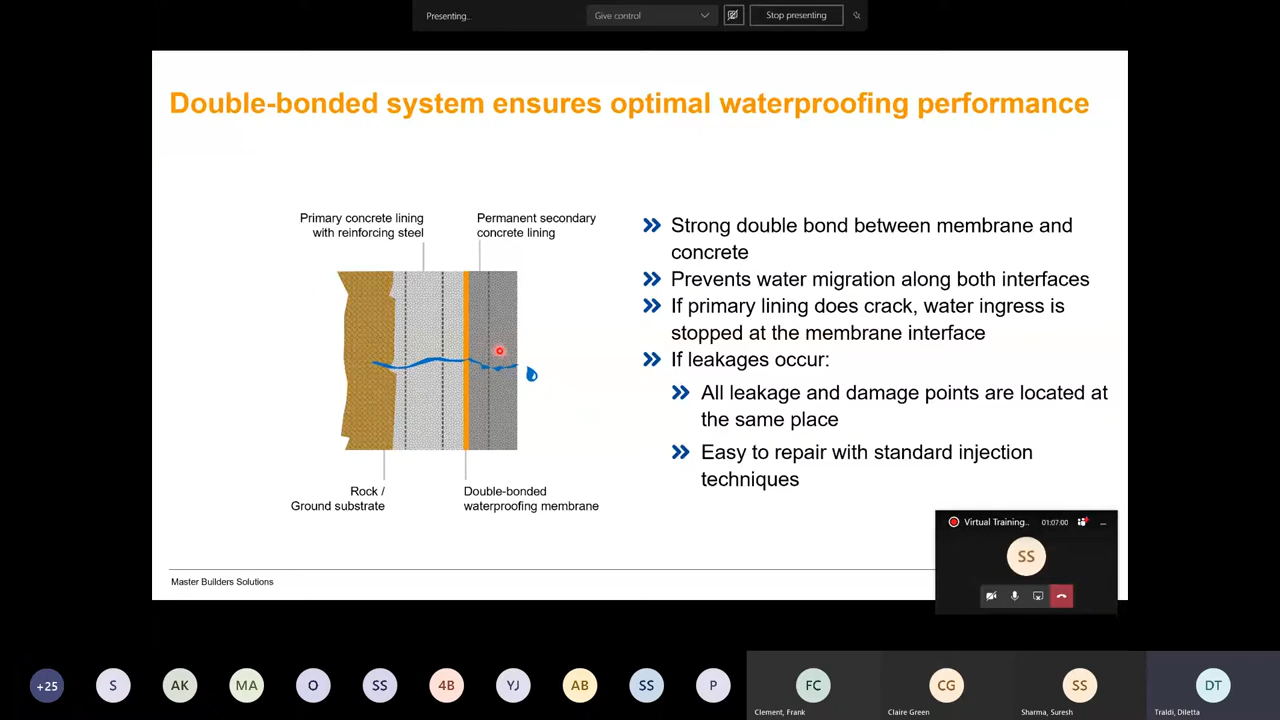 Presenting..
Give control
Stop presenting
Double-bonded system ensures optimal waterproofing performance
Primary concrete lining
with reinforcing steel
Permanent secondary
concrete lining
Rock /
Ground substrate
Double-bonded
waterproofing membrane
Strong double bond between membrane and
concrete
Prevents water migration along both interfaces
If primary lining does crack, water ingress is
stopped at the membrane interface
If leakages occur:
All leakage and damage points are located at
the same place
Easy to repair with standard injection
techniques
Master Builders Solutions
Virtual Training.. 01:07:00
SS
+25 S AK MA O SS 4B YJ AB SS P FC CG SS DT
Clement, Frank Claire Green Sharma, Suresh Traldi, Diletta